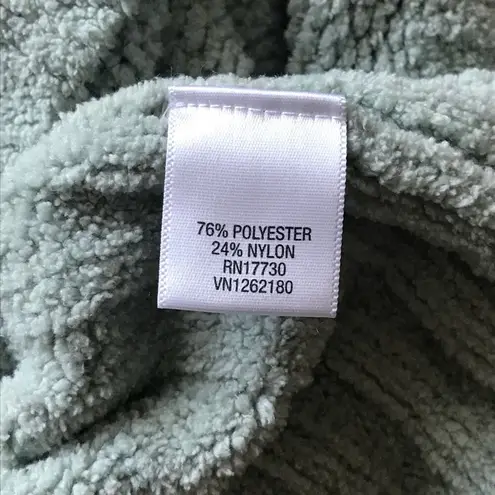 76% POLYESTER
24% NYLON
RN17730
VN1262180